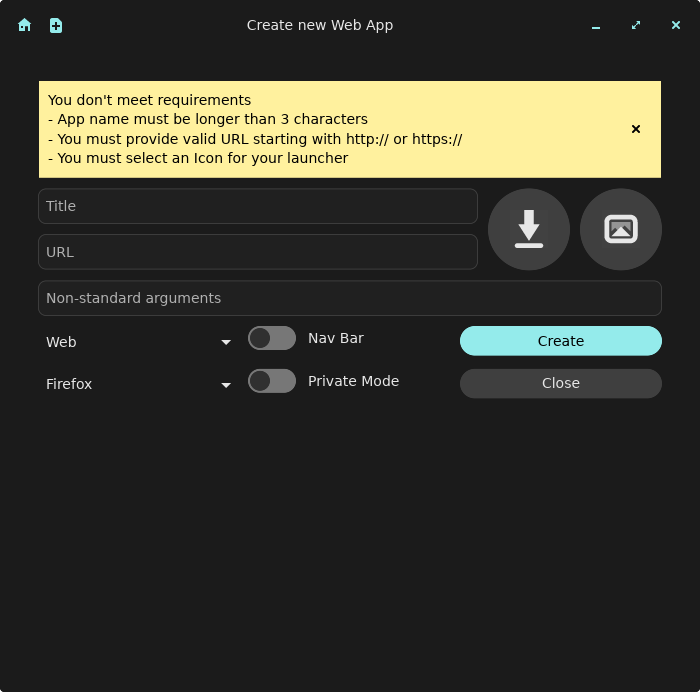 Create new Web App
You don't meet requirements
- App name must be longer than 3 characters
- You must provide valid URL starting with http:// or https://
- You must select an Icon for your launcher
Title
URL
Non-standard arguments
Web
Nav Bar
Create
Firefox
Private Mode
Close